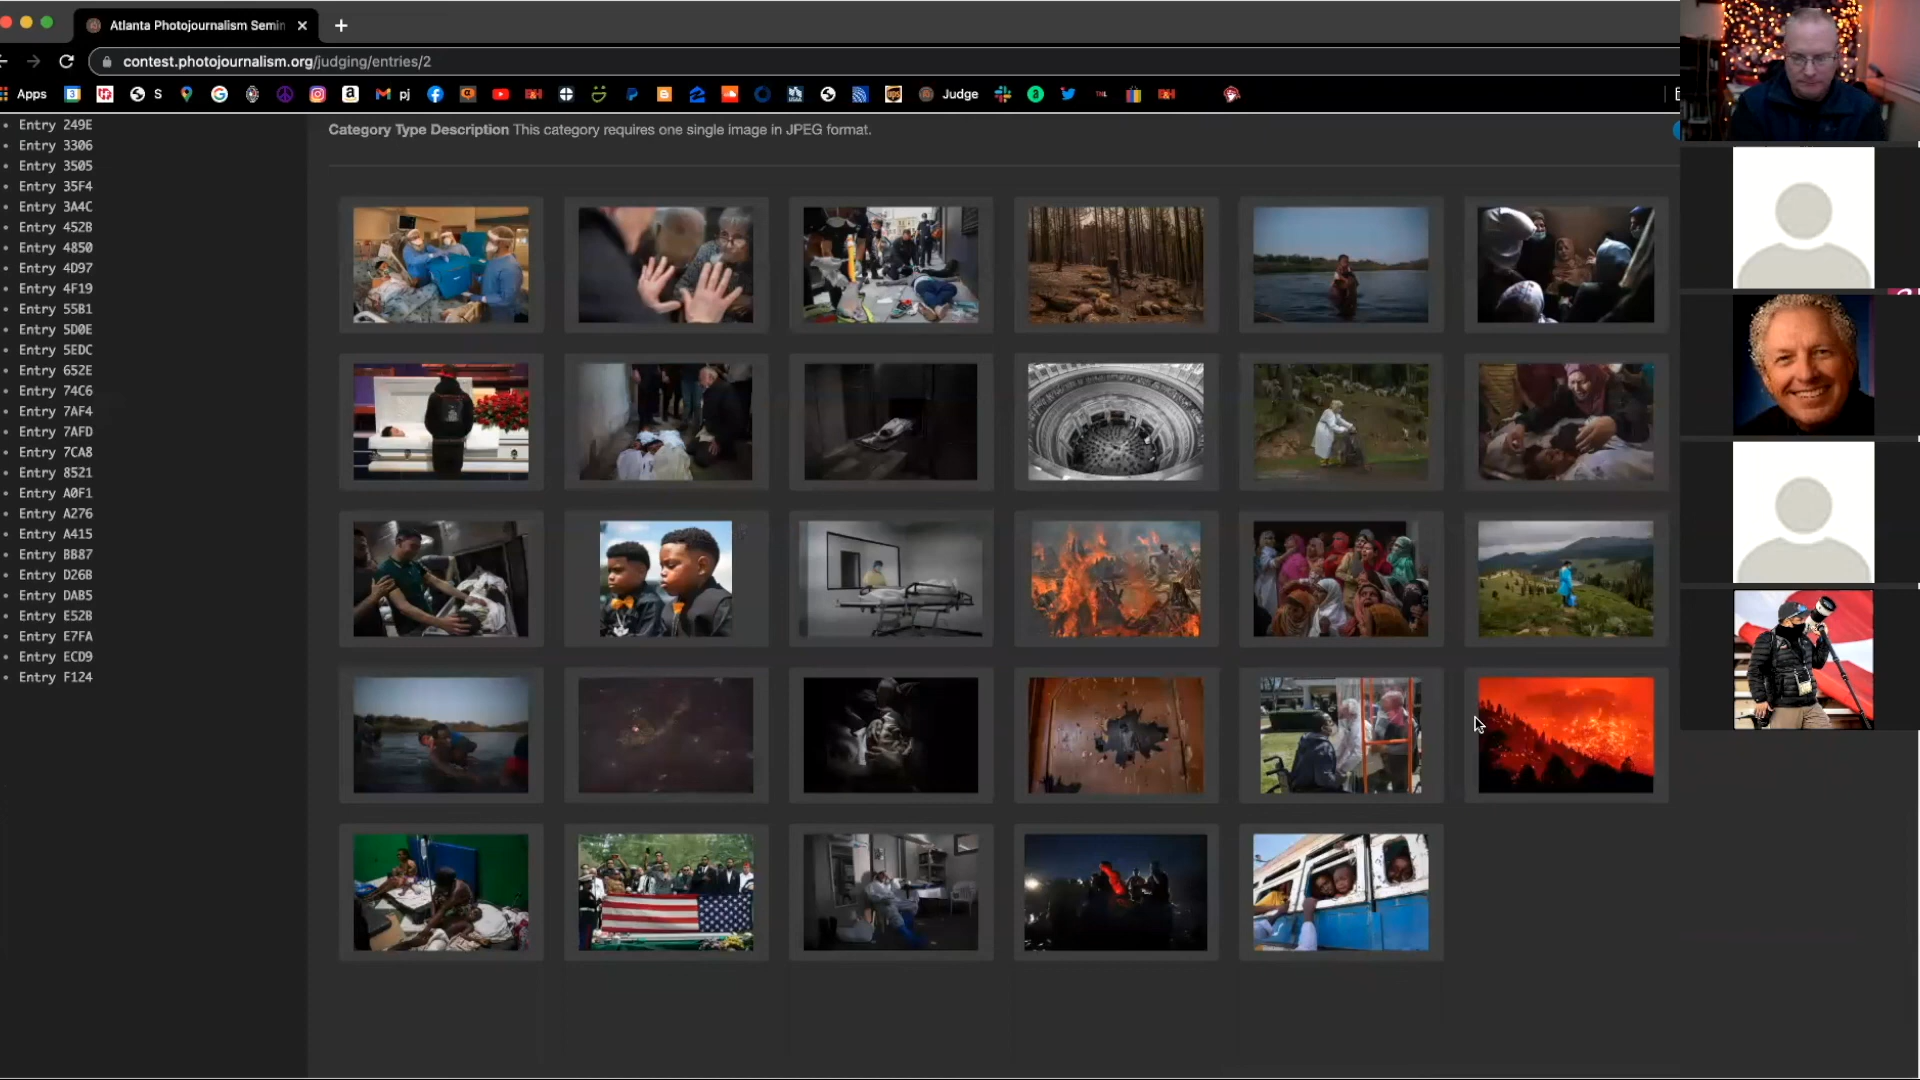 Atlanta Photojournalism Semin
contest.photojournalism.org/judging/entries/2
Apps
S
pj
Judge
Entry 249E
Entry 3306
Entry 3505
Entry 35F4
Entry 3A4C
Entry 452B
Entry 4850
Entry 4D97
Entry 4F19
Entry 55B1
Entry 5D0E
Entry 5EDC
Entry 652E
Entry 74C6
Entry 7AF4
Entry 7AFD
Entry 7CA8
Entry 8521
Entry A0F1
Entry A276
Entry A415
Entry BB87
Entry D26B
Entry DAB5
Entry E52B
Entry E7FA
Entry ECD9
Entry F124
Category Type Description This category requires one single image in JPEG format.